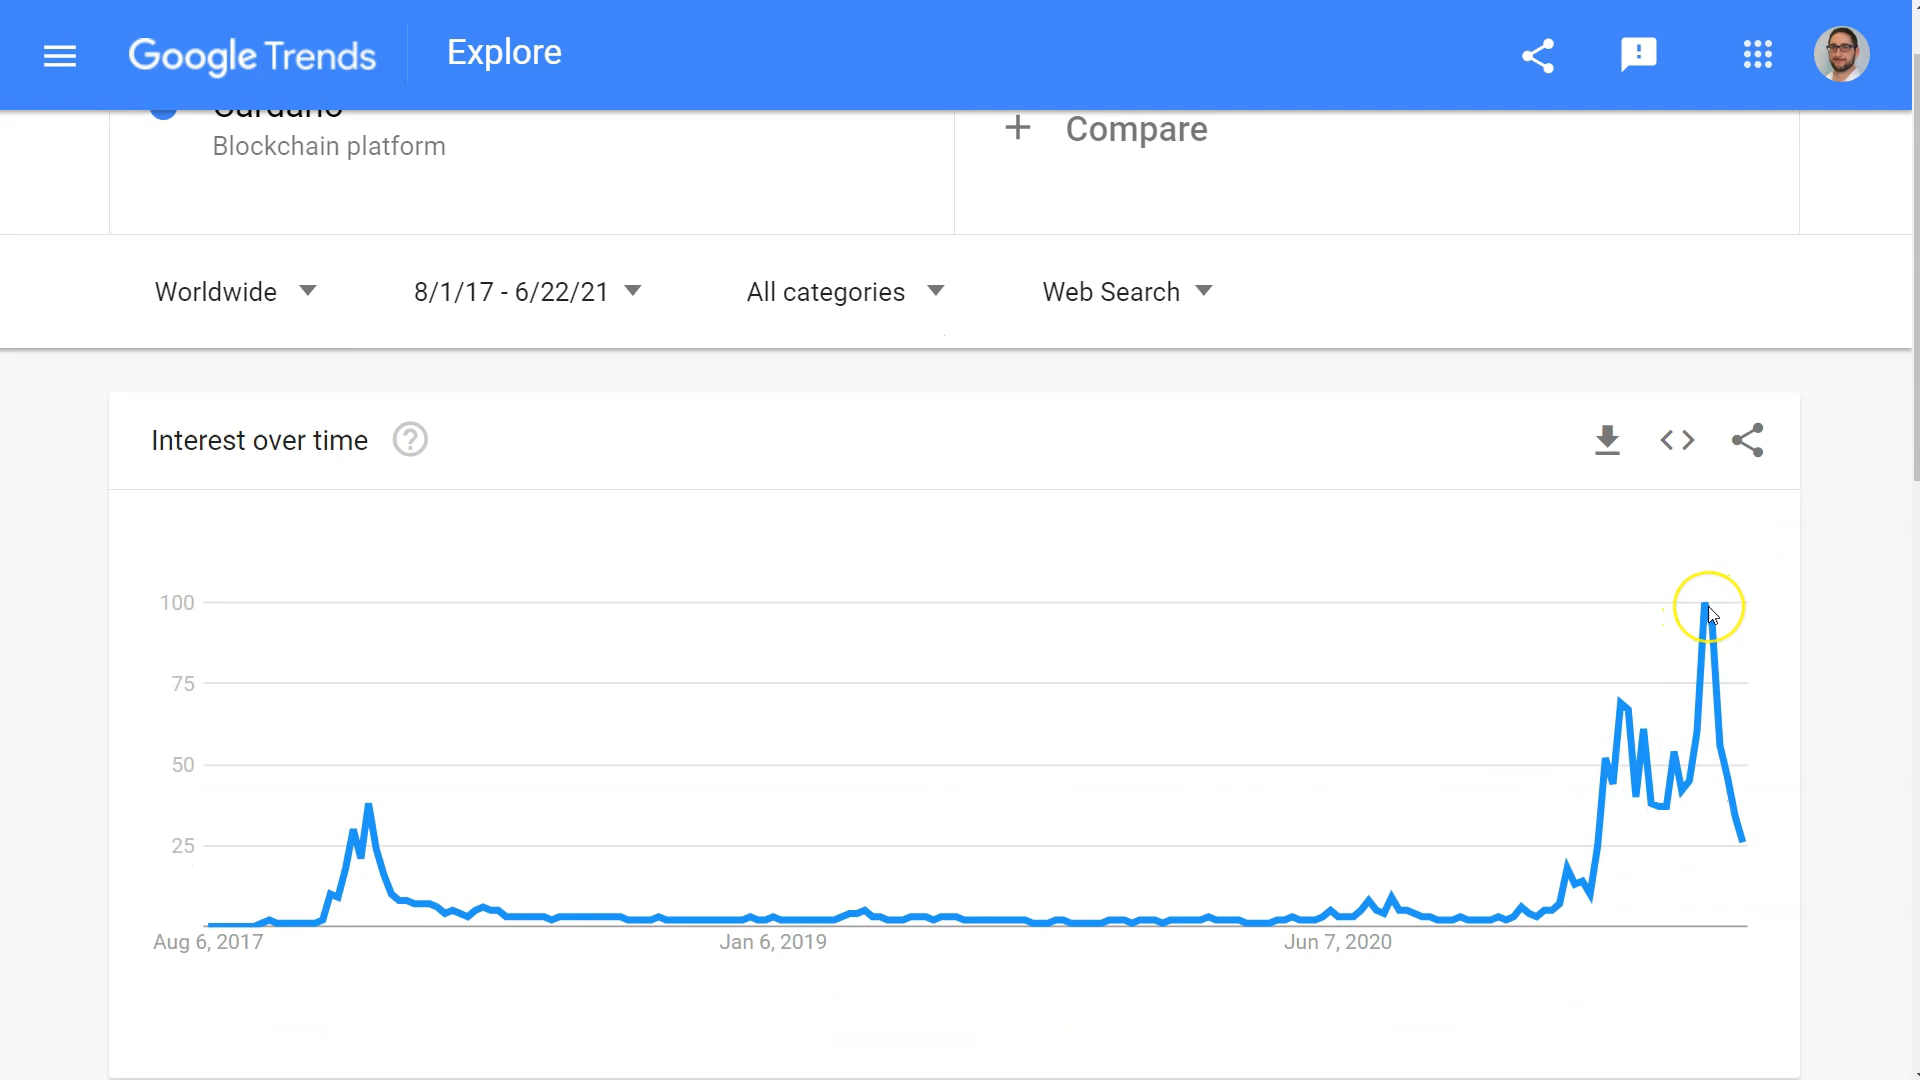 Google Trends Explore
Cardano
Blockchain platform
+ Compare
Worldwide 8/1/17 - 6/22/21 All categories Web Search
Interest over time ?
100
75
50
25
Aug 6, 2017 Jan 6, 2019 Jun 7, 2020